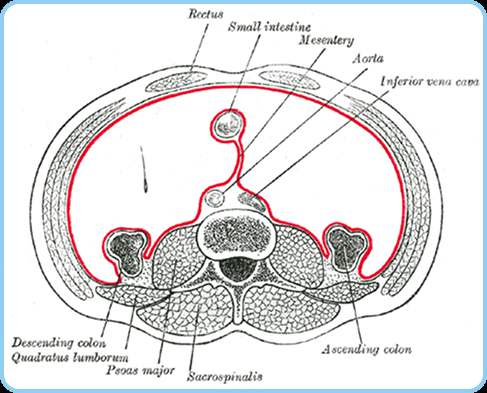 Rectus
Small intestine
Mesentery
Aorta
Inferior vena cava
Descending colon
Quadratus lumborum
Psoas major
Sacrospinalis
Ascending colon